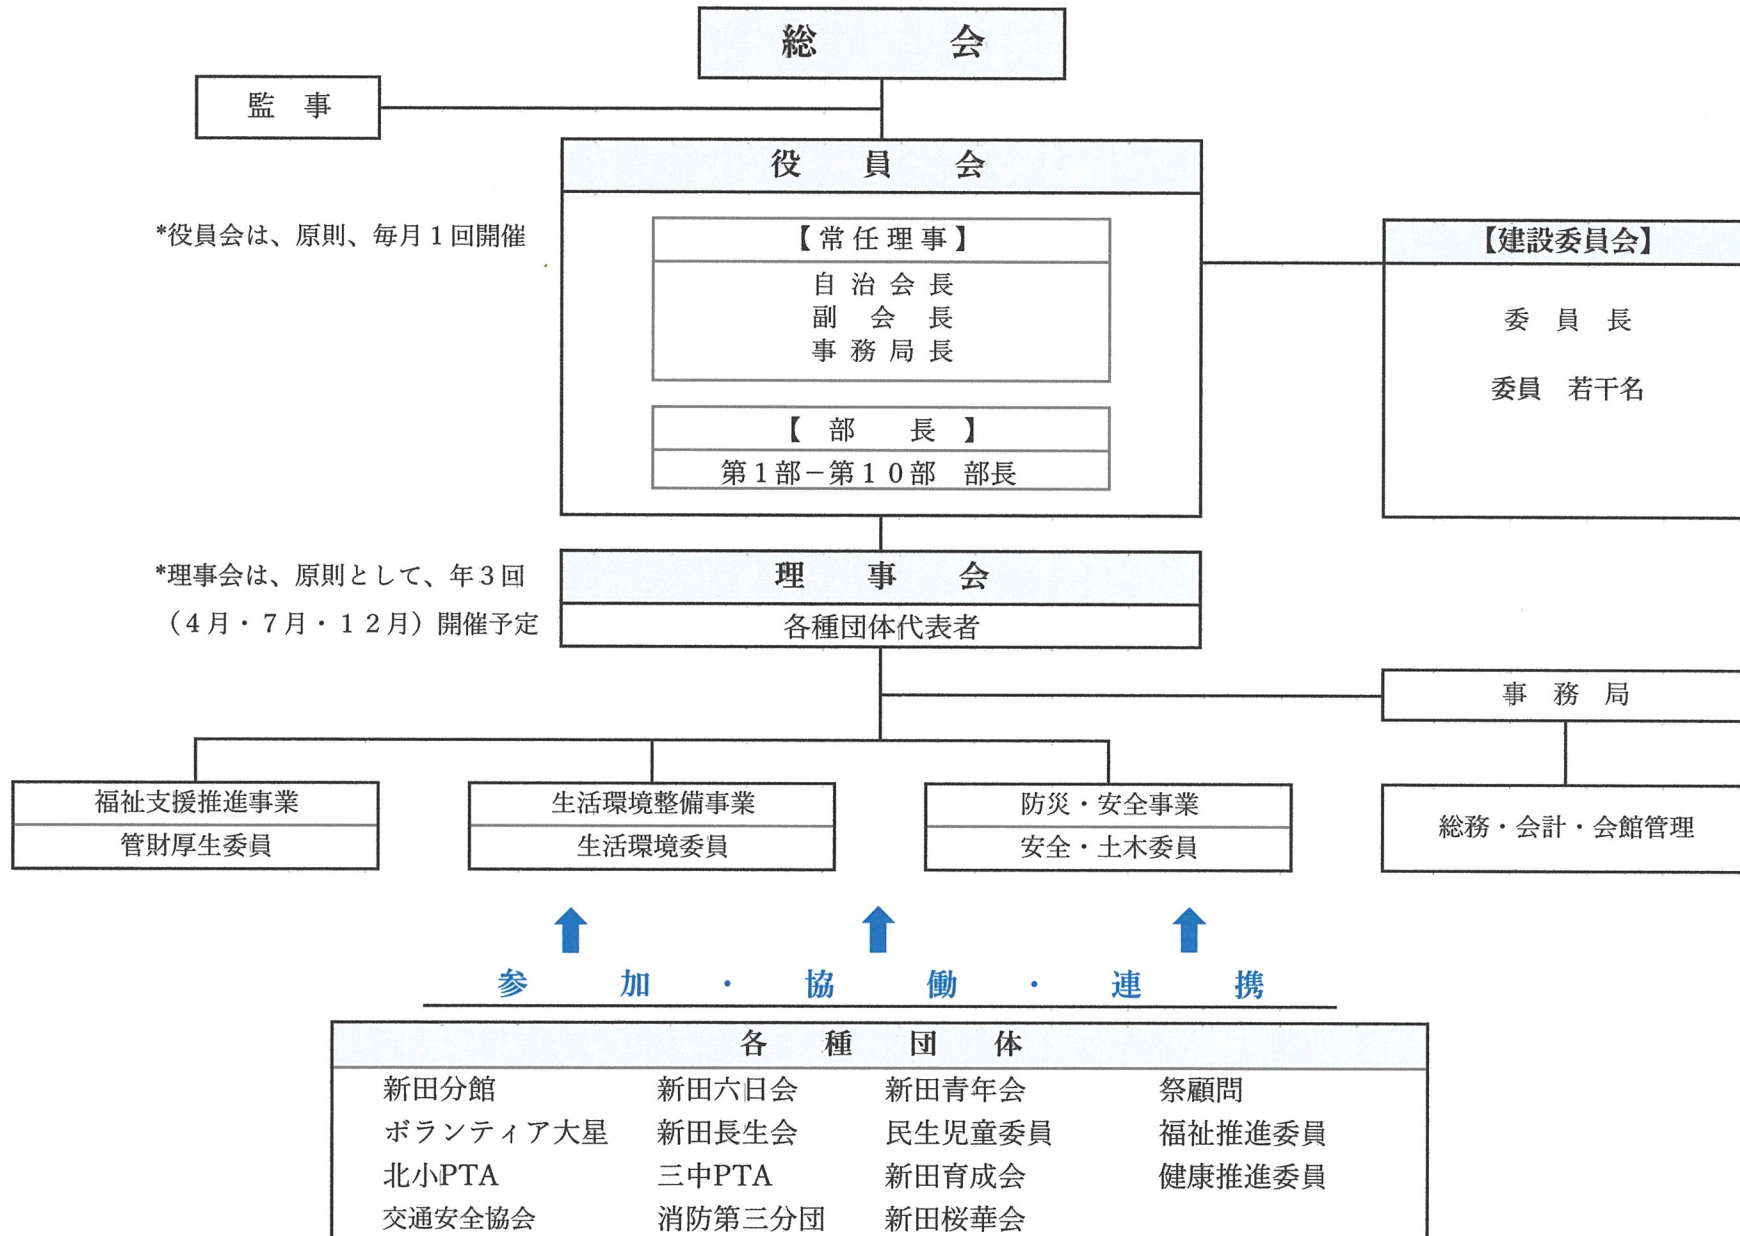 総　会
監　事
役　員　会
*役員会は、原則、毎月１回開催
【常任理事】
自治会長
副会長
事務局長
【部　長】
第１部－第１０部　部長
【建設委員会】
委員長
委員　若干名
*理事会は、原則として、年３回
（４月・７月・１２月）開催予定
理　事　会
各種団体代表者
事務局
福祉支援推進事業
管財厚生委員
生活環境整備事業
生活環境委員
防災・安全事業
安全・土木委員
総務・会計・会館管理
参加・協働・連携
各種団体
新田分館　新田六日会　新田青年会　祭顧問
ボランティア大星　新田長生会　民生児童委員　福祉推進委員
北小PTA　三中PTA　新田育成会　健康推進委員
交通安全協会　消防第三分団　新田桜華会